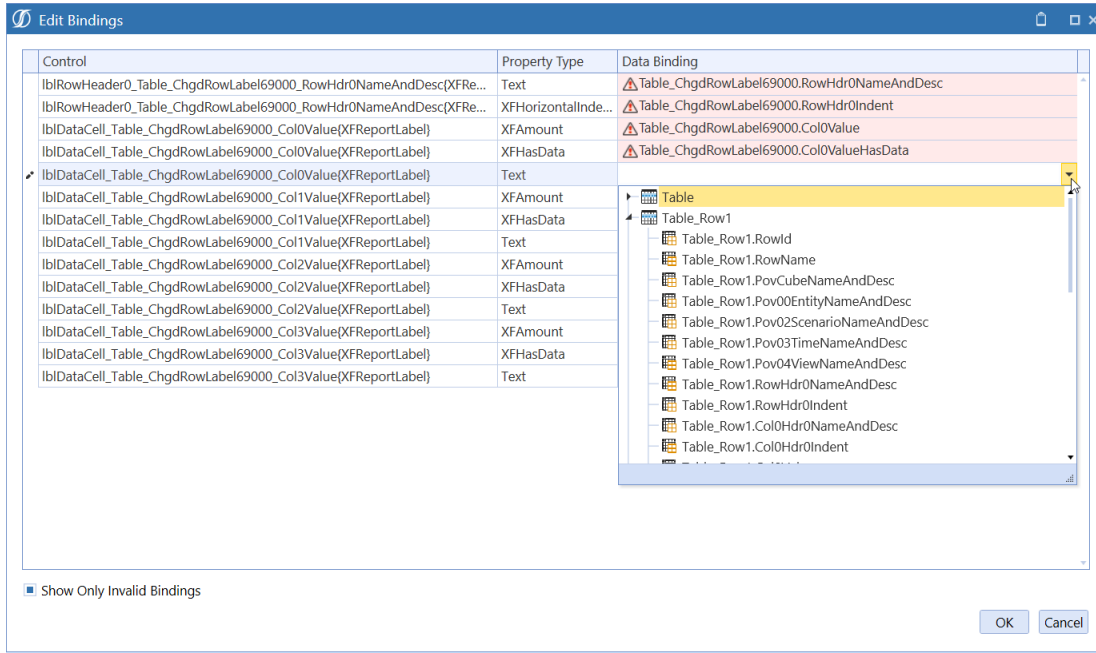 Edit Bindings
Control Property Type Data Binding
lblRowHeader0_Table_ChgdRowLabel69000_RowHdr0NameAndDesc{XFRe... Text Table_ChgdRowLabel69000.RowHdr0NameAndDesc
lblRowHeader0_Table_ChgdRowLabel69000_RowHdr0NameAndDesc{XFRe... XFHorizontalInde... Table_ChgdRowLabel69000.RowHdr0Indent
lblDataCell_Table_ChgdRowLabel69000_Col0Value{XFReportLabel} XFAmount Table_ChgdRowLabel69000.Col0Value
lblDataCell_Table_ChgdRowLabel69000_Col0Value{XFReportLabel} XFHasData Table_ChgdRowLabel69000.Col0ValueHasData
lblDataCell_Table_ChgdRowLabel69000_Col0Value{XFReportLabel} Text
lblDataCell_Table_ChgdRowLabel69000_Col1Value{XFReportLabel} XFAmount Table
lblDataCell_Table_ChgdRowLabel69000_Col1Value{XFReportLabel} XFHasData Table_Row1
lblDataCell_Table_ChgdRowLabel69000_Col1Value{XFReportLabel} Text Table_Row1.RowId
lblDataCell_Table_ChgdRowLabel69000_Col2Value{XFReportLabel} XFAmount Table_Row1.RowName
lblDataCell_Table_ChgdRowLabel69000_Col2Value{XFReportLabel} XFHasData Table_Row1.PovCubeNameAndDesc
lblDataCell_Table_ChgdRowLabel69000_Col2Value{XFReportLabel} Text Table_Row1.Pov00EntityNameAndDesc
lblDataCell_Table_ChgdRowLabel69000_Col3Value{XFReportLabel} XFAmount Table_Row1.Pov02ScenarioNameAndDesc
lblDataCell_Table_ChgdRowLabel69000_Col3Value{XFReportLabel} XFHasData Table_Row1.Pov03TimeNameAndDesc
lblDataCell_Table_ChgdRowLabel69000_Col3Value{XFReportLabel} Text Table_Row1.Pov04ViewNameAndDesc
Table_Row1.RowHdr0NameAndDesc
Table_Row1.RowHdr0Indent
Table_Row1.Col0Hdr0NameAndDesc
Table_Row1.Col0Hdr0Indent
Show Only Invalid Bindings
OK Cancel